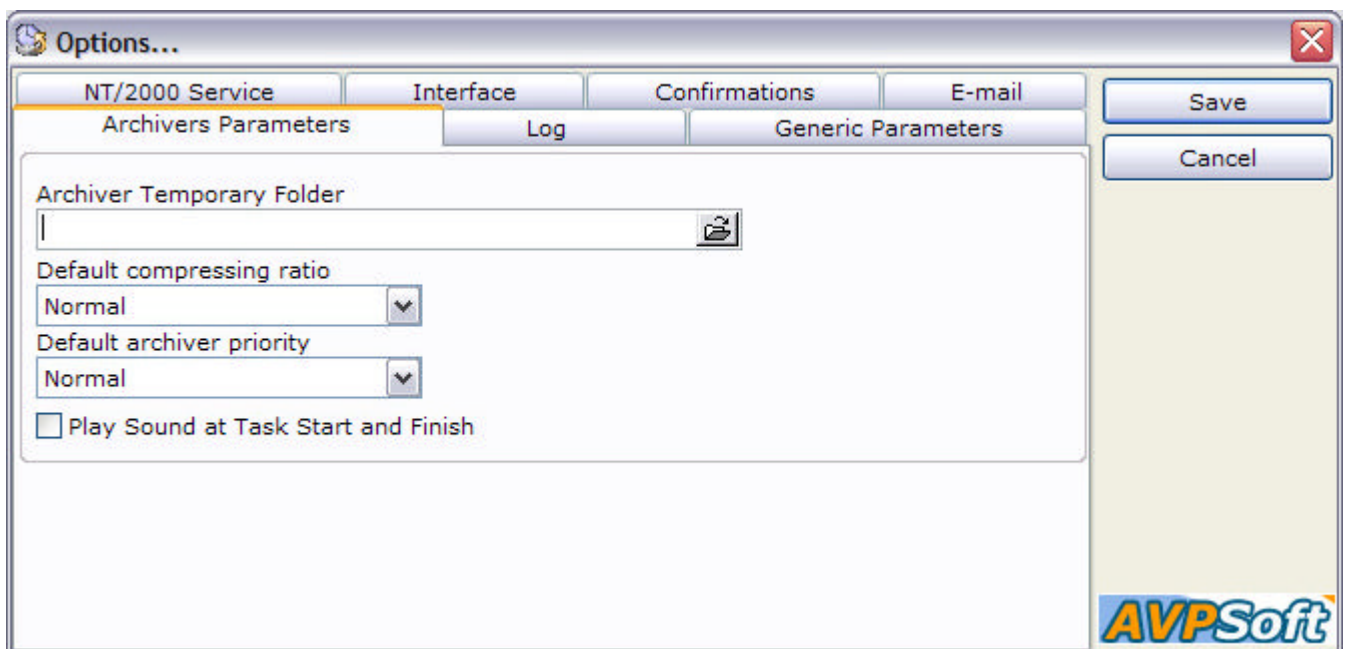 Options...
NT/2000 Service Interface Confirmations E-mail
Archivers Parameters Log Generic Parameters
Save
Cancel
Archiver Temporary Folder
Default compressing ratio
Normal
Default archiver priority
Normal
Play Sound at Task Start and Finish
AVPSoft